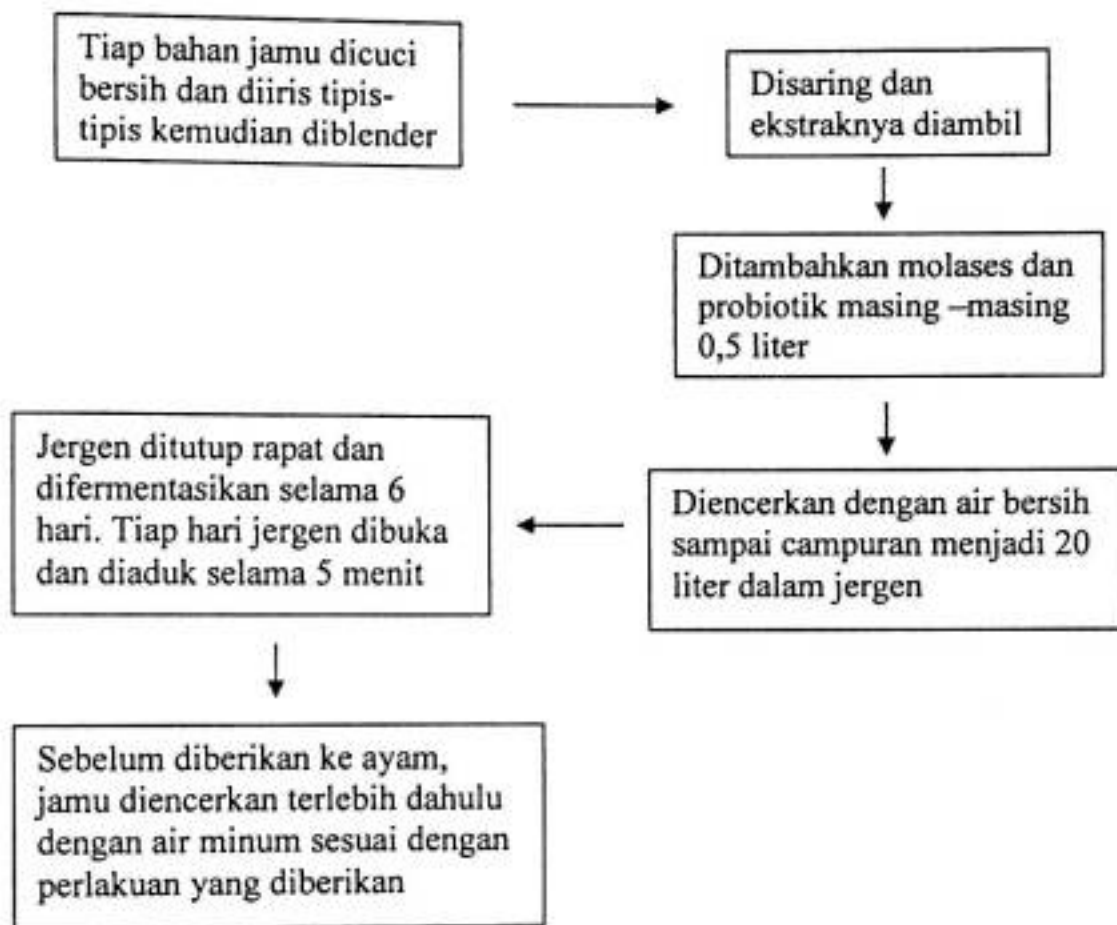 Tiap bahan jamu dicuci
bersih dan diiris tipis-
tipis kemudian diblender
Disaring dan
ekstraknya diambil
Ditambahkan molases dan
probiotik masing –masing
0,5 liter
Diencerkan dengan air bersih
sampai campuran menjadi 20
liter dalam jergen
Jergen ditutup rapat dan
difermentasikan selama 6
hari. Tiap hari jergen dibuka
dan diaduk selama 5 menit
Sebelum diberikan ke ayam,
jamu diencerkan terlebih dahulu
dengan air minum sesuai dengan
perlakuan yang diberikan